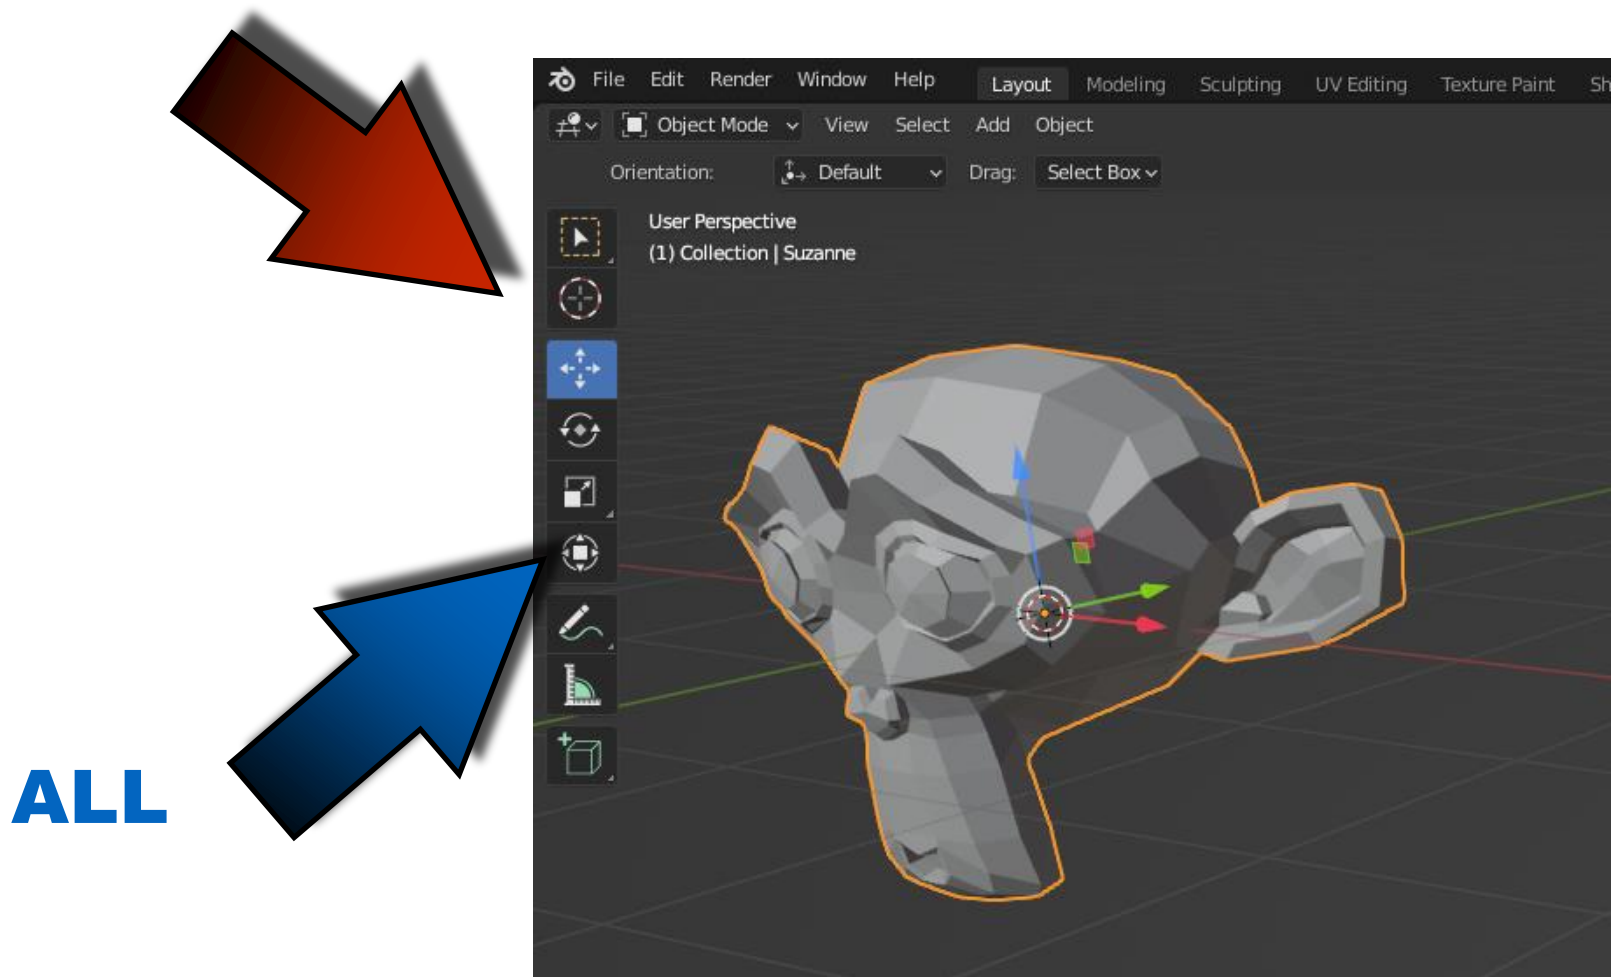 File Edit Render Window Help Layout Modeling Sculpting UV Editing Texture Paint Sh
Object Mode View Select Add Object
Orientation: Default Drag: Select Box
User Perspective
(1) Collection | Suzanne
ALL